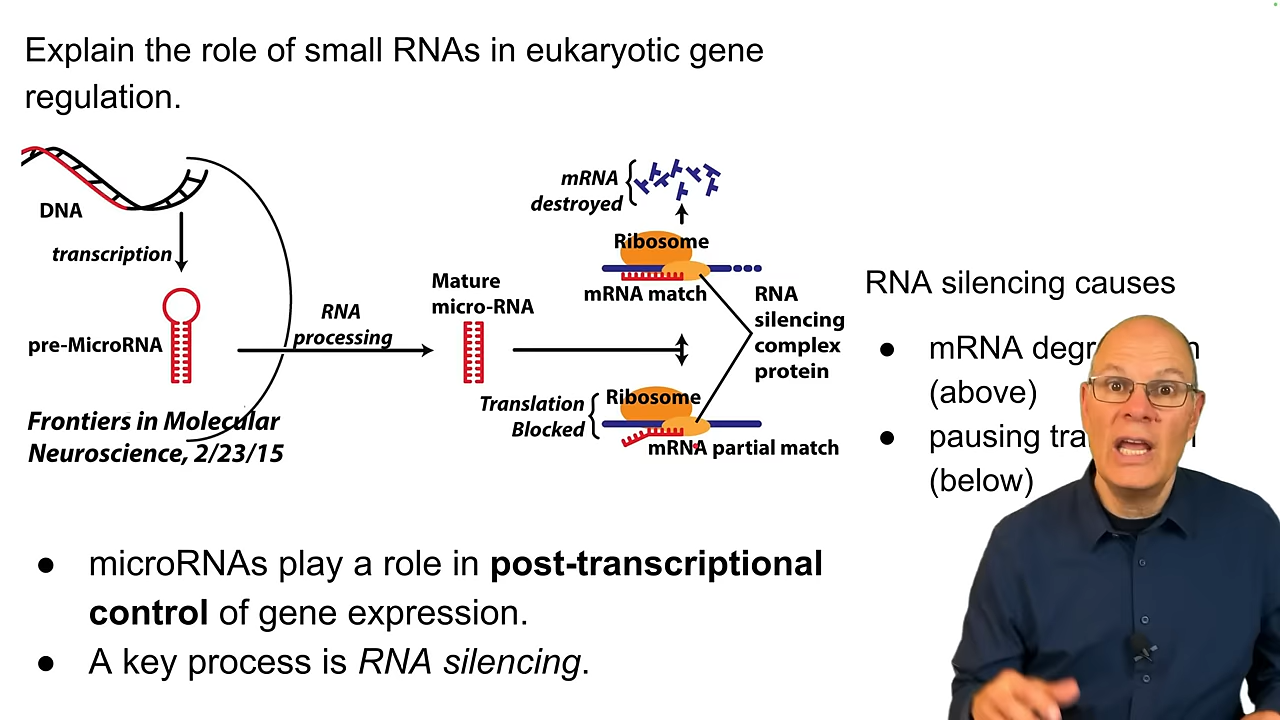 Explain the role of small RNAs in eukaryotic gene
regulation.
DNA
transcription
pre-MicroRNA
RNA
processing
Mature
micro-RNA
mRNA
destroyed
Ribosome
mRNA match
RNA
silencing
complex
protein
Translation
Blocked
Ribosome
mRNA partial match
Frontiers in Molecular
Neuroscience, 2/23/15
RNA silencing causes
● mRNA
(above)
● pausing
(below)
● microRNAs play a role in post-transcriptional
control of gene expression.
● A key process is RNA silencing.